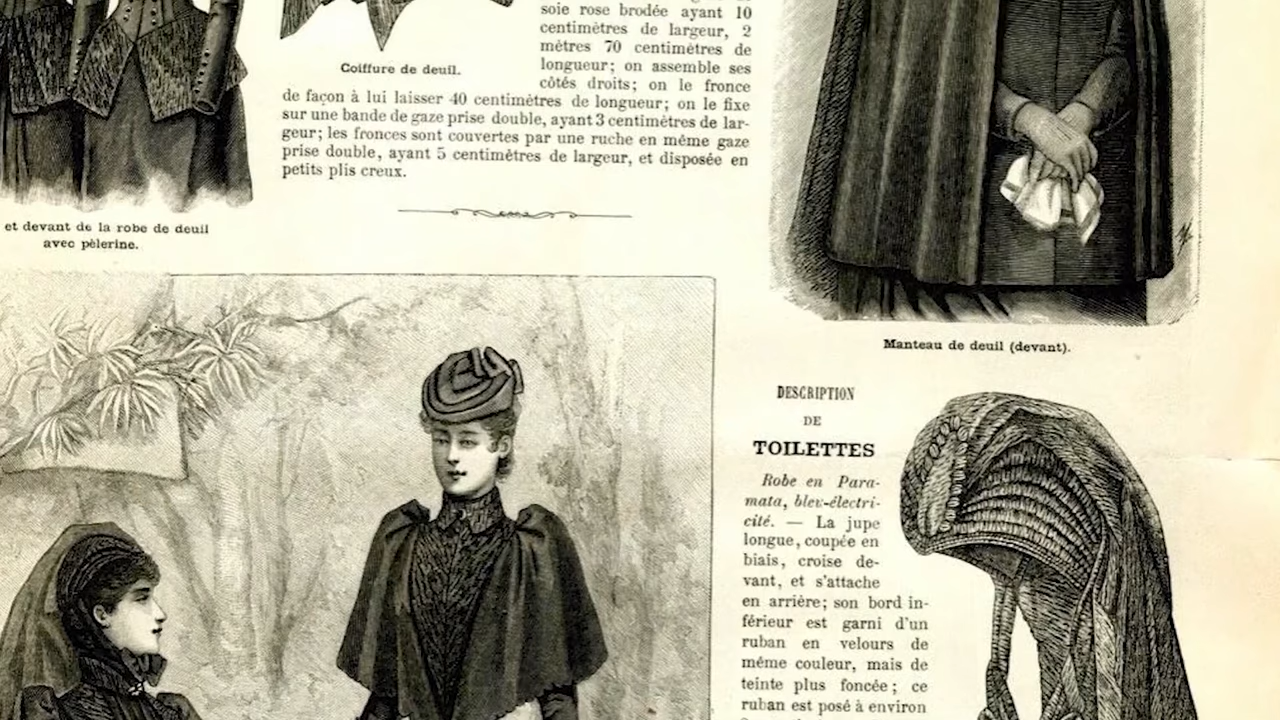 soie rose brodée ayant 10
centimètres de largeur, 2
mètres 70 centimètres de
longueur; on assemble ses
côtés droits; on le fronce
de façon à lui laisser 40 centimètres de longueur; on le fixe
sur une bande de gaze prise double, ayant 3 centimètres de lar-
geur; les fronces sont couvertes par une ruche en même gaze
prise double, ayant 5 centimètres de largeur, et disposée en
petits plis creux.
Coiffure de deuil.
et devant de la robe de deuil
avec pèlerine.
Manteau de deuil (devant).
DESCRIPTION
DE
TOILETTES
Robe en Para-
mata, bleu-électri-
cité. — La jupe
longue, coupée en
biais, croise de-
vant, et s'attache
en arrière; son bord in-
férieur est garni d'un
ruban en velours de
même couleur, mais de
teinte plus foncée; ce
ruban est posé à environ